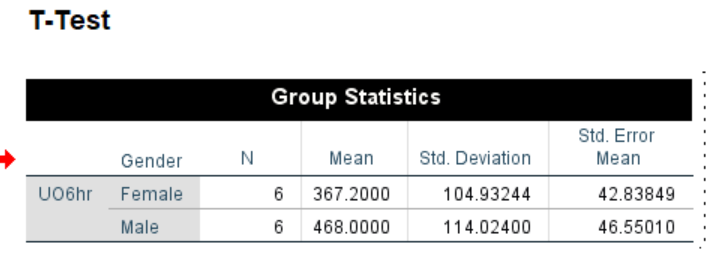 T-Test
Group Statistics
Gender N Mean Std. Deviation Std. Error Mean
UO6hr Female 6 367.2000 104.93244 42.83849
Male 6 468.0000 114.02400 46.55010